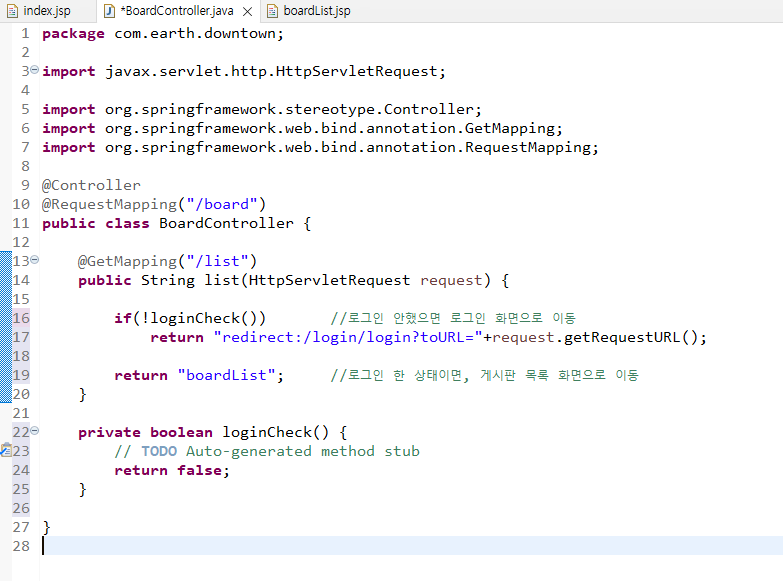 index.jsp *BoardController.java boardList.jsp
1 package com.earth.downtown;
2
3 import javax.servlet.http.HttpServletRequest;
4
5 import org.springframework.stereotype.Controller;
6 import org.springframework.web.bind.annotation.GetMapping;
7 import org.springframework.web.bind.annotation.RequestMapping;
8
9 @Controller
10 @RequestMapping("/board")
11 public class BoardController {
12
13     @GetMapping("/list")
14     public String list(HttpServletRequest request) {
15
16         if(!loginCheck())       //로그인 안했으면 로그인 화면으로 이동
17             return "redirect:/login/login?toURL="+request.getRequestURL();
18
19         return "boardList";     //로그인 한 상태이면, 게시판 목록 화면으로 이동
20     }
21
22     private boolean loginCheck() {
23         // TODO Auto-generated method stub
24         return false;
25     }
26
27 }
28